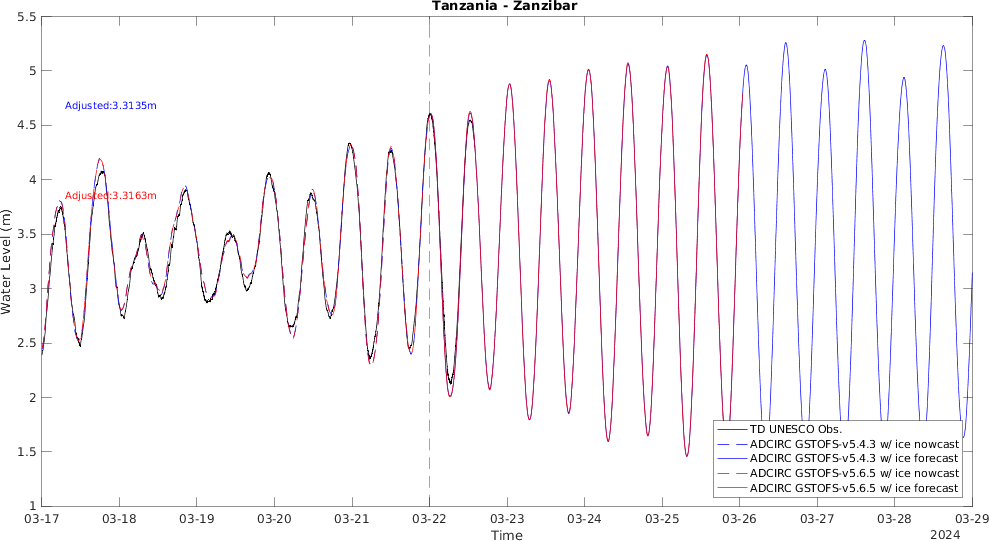 Tanzania - Zanzibar
5.5
5
4.5
4
3.5
3
2.5
2
1.5
1
Water Level (m)
Adjusted:3.3135m
Adjusted:3.3163m
TD UNESCO Obs.
ADCIRC GSTOFS-v5.4.3 w/ ice nowcast
ADCIRC GSTOFS-v5.4.3 w/ ice forecast
ADCIRC GSTOFS-v5.6.5 w/ ice nowcast
ADCIRC GSTOFS-v5.6.5 w/ ice forecast
03-17 03-18 03-19 03-20 03-21 03-22 03-23 03-24 03-25 03-26 03-27 03-28 03-29
Time
2024